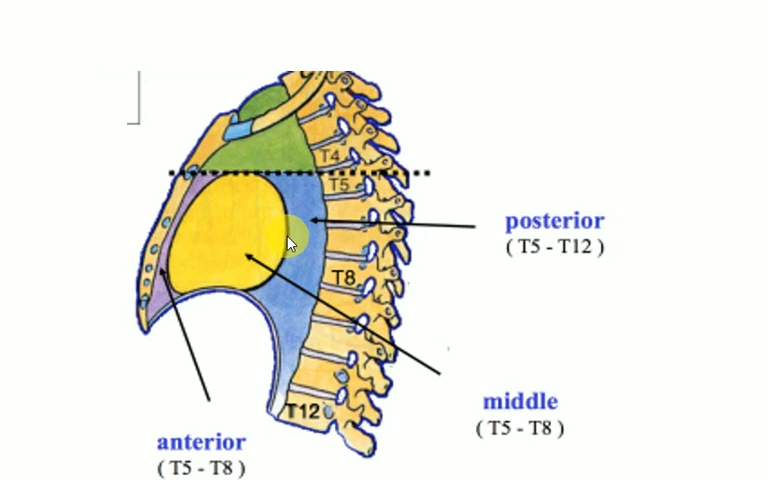 T4
T5
posterior
( T5 - T12 )
T8
middle
( T5 - T8 )
T12
anterior
( T5 - T8 )